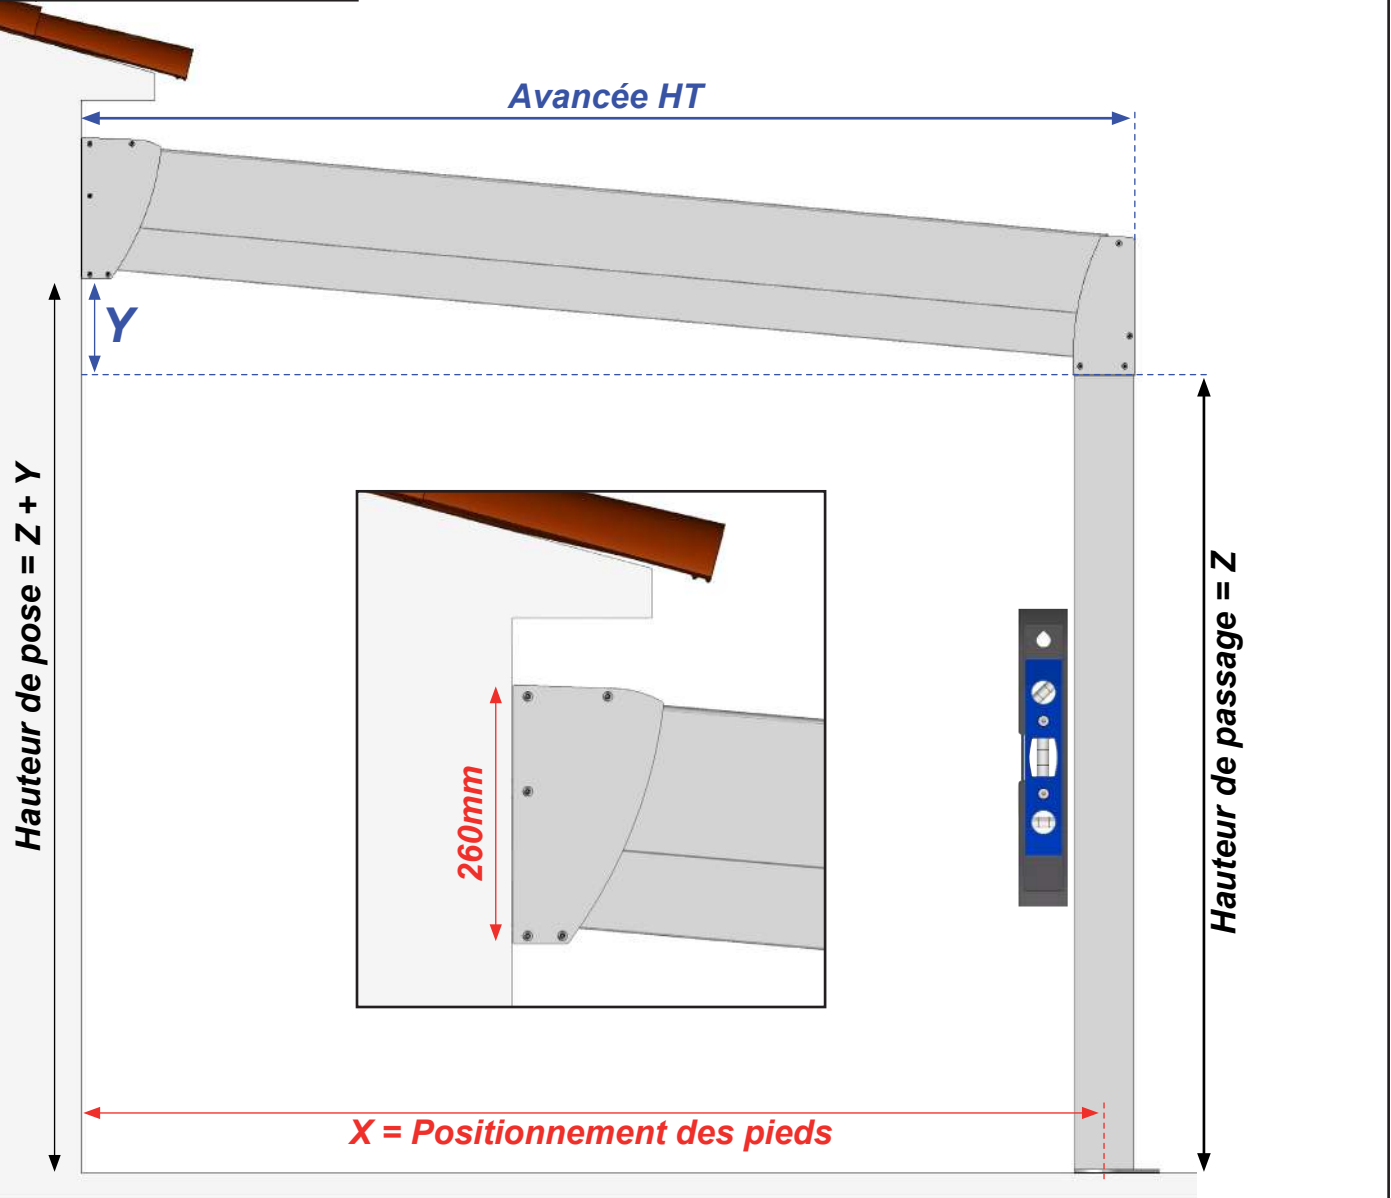 Avancée HT
Y
Hauteur de pose = Z + Y
260mm
Hauteur de passage = Z
X = Positionnement des pieds